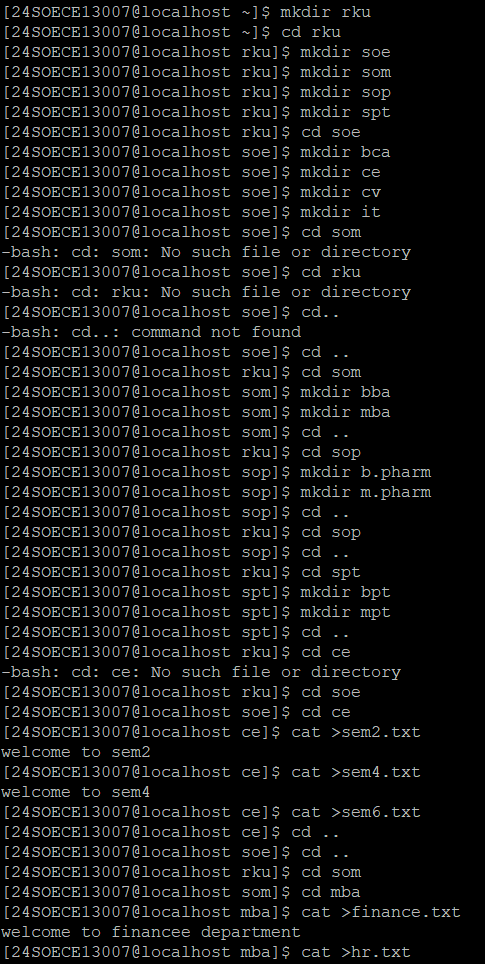 [24SOECE13007@localhost ~]$ mkdir rku
[24SOECE13007@localhost ~]$ cd rku
[24SOECE13007@localhost rku]$ mkdir soe
[24SOECE13007@localhost rku]$ mkdir som
[24SOECE13007@localhost rku]$ mkdir sop
[24SOECE13007@localhost rku]$ mkdir spt
[24SOECE13007@localhost rku]$ cd soe
[24SOECE13007@localhost soe]$ mkdir bca
[24SOECE13007@localhost soe]$ mkdir ce
[24SOECE13007@localhost soe]$ mkdir cv
[24SOECE13007@localhost soe]$ mkdir it
[24SOECE13007@localhost soe]$ cd som
-bash: cd: som: No such file or directory
[24SOECE13007@localhost soe]$ cd rku
-bash: cd: rku: No such file or directory
[24SOECE13007@localhost soe]$ cd..
-bash: cd..: command not found
[24SOECE13007@localhost soe]$ cd ..
[24SOECE13007@localhost rku]$ cd som
[24SOECE13007@localhost som]$ mkdir bba
[24SOECE13007@localhost som]$ mkdir mba
[24SOECE13007@localhost som]$ cd ..
[24SOECE13007@localhost rku]$ cd sop
[24SOECE13007@localhost sop]$ mkdir b.pharm
[24SOECE13007@localhost sop]$ mkdir m.pharm
[24SOECE13007@localhost sop]$ cd ..
[24SOECE13007@localhost rku]$ cd sop
[24SOECE13007@localhost sop]$ cd ..
[24SOECE13007@localhost rku]$ cd spt
[24SOECE13007@localhost spt]$ mkdir bpt
[24SOECE13007@localhost spt]$ mkdir mpt
[24SOECE13007@localhost spt]$ cd ..
[24SOECE13007@localhost rku]$ cd ce
-bash: cd: ce: No such file or directory
[24SOECE13007@localhost rku]$ cd soe
[24SOECE13007@localhost soe]$ cd ce
[24SOECE13007@localhost ce]$ cat >sem2.txt
welcome to sem2
[24SOECE13007@localhost ce]$ cat >sem4.txt
welcome to sem4
[24SOECE13007@localhost ce]$ cat >sem6.txt
[24SOECE13007@localhost ce]$ cd ..
[24SOECE13007@localhost soe]$ cd ..
[24SOECE13007@localhost rku]$ cd som
[24SOECE13007@localhost som]$ cd mba
[24SOECE13007@localhost mba]$ cat >finance.txt
welcome to financee department
[24SOECE13007@localhost mba]$ cat >hr.txt